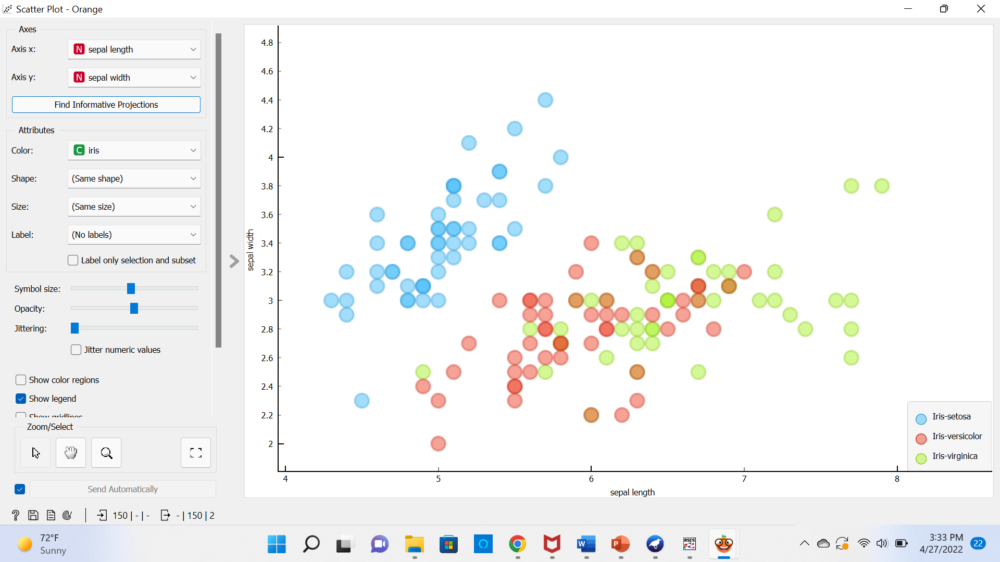 Scatter Plot - Orange
Axes
Axis x: N sepal length
Axis y: N sepal width
Find Informative Projections
Attributes
Color: C iris
Shape: (Same shape)
Size: (Same size)
Label: (No labels)
Label only selection and subset
Symbol size:
Opacity:
Jittering:
Jitter numeric values
Show color regions
Show legend
Show gridlines
Zoom/Select
Send Automatically
? 150 | - | - - | 150 | 2
4.8
4.6
4.4
4.2
4
3.8
3.6
3.4
3.2
3
2.8
2.6
2.4
2.2
2
sepal width
4 5 6 7 8
sepal length
Iris-setosa
Iris-versicolor
Iris-virginica
72°F
Sunny
W
P
RSES
3:33 PM
4/27/2022
22